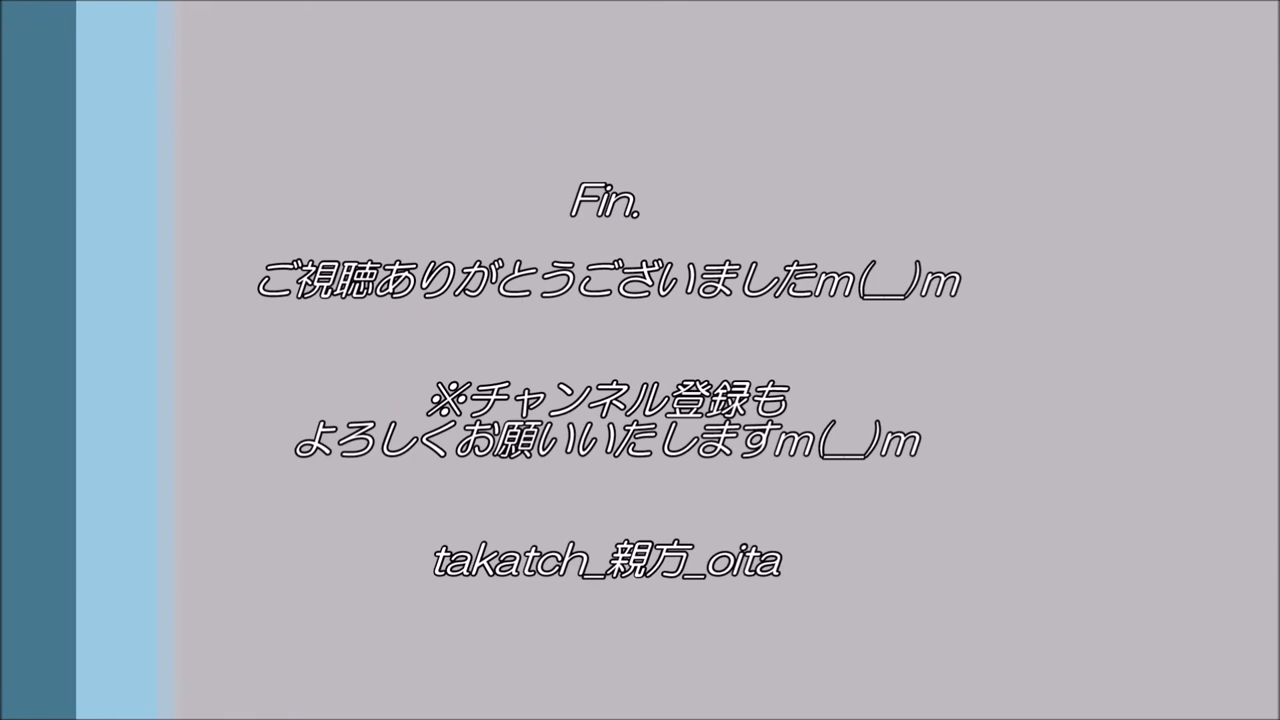 Fin.
ご視聴ありがとうございましたm(__)m
※チャンネル登録も
よろしくお願いいたしますm(__)m
takatch_親方_oita